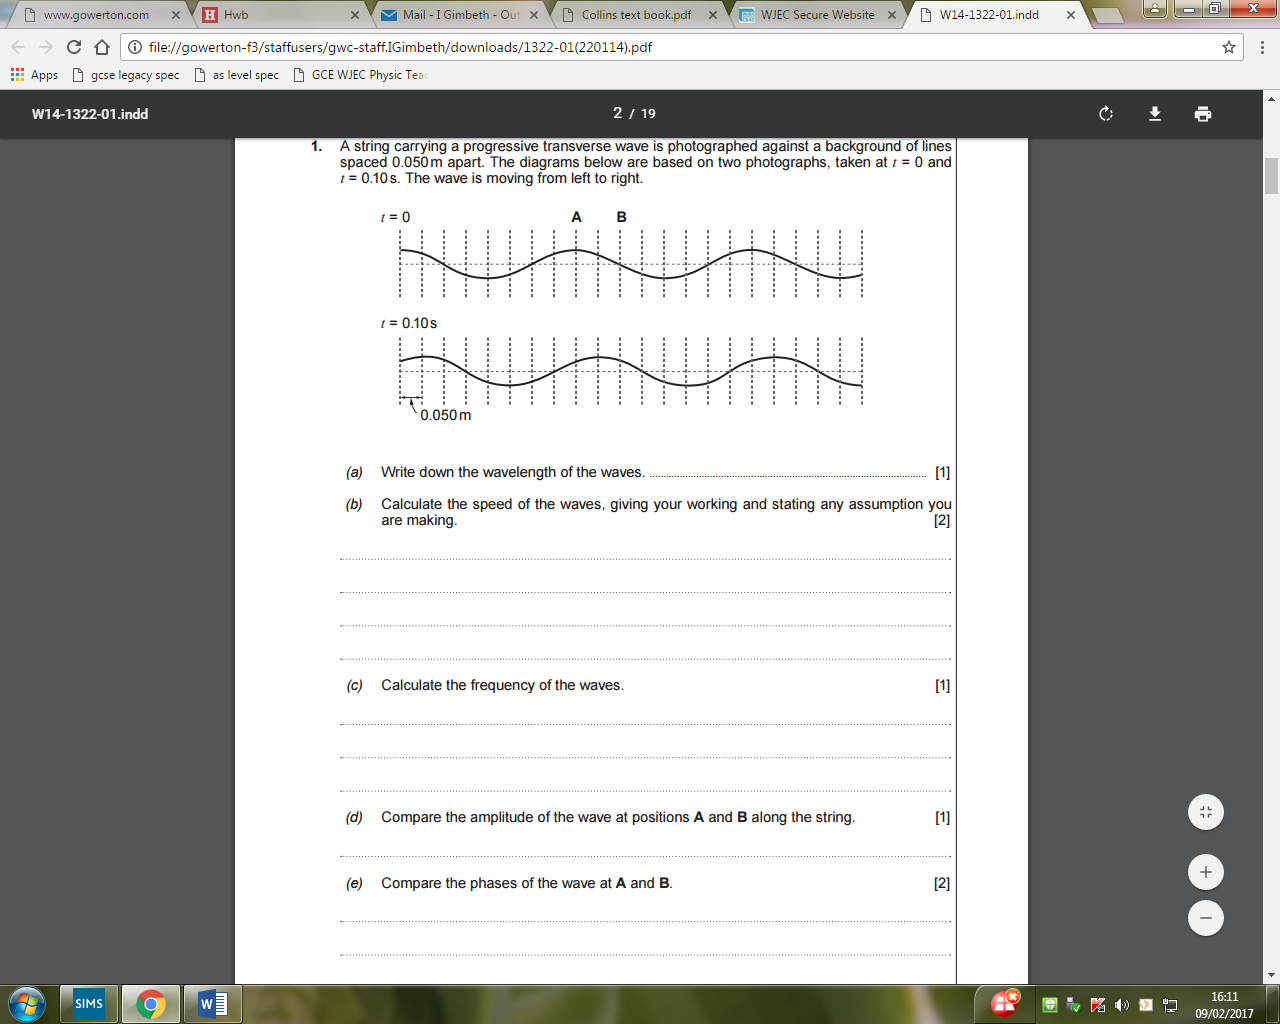 www.gowerton.com
Hwb
Mail - I Gimbeth - Out
Collins text book.pdf
WJEC Secure Website
W14-1322-01.indd
file://gowerton-f3/staffusers/gwc-staff.IGimbeth/downloads/1322-01(220114).pdf
Apps
gcse legacy spec
as level spec
GCE WJEC Physic Tea
W14-1322-01.indd
2 / 19
1. A string carrying a progressive transverse wave is photographed against a background of lines
spaced 0.050 m apart. The diagrams below are based on two photographs, taken at t = 0 and
t = 0.10 s. The wave is moving from left to right.
t = 0
A
B
t = 0.10 s
0.050 m
(a) Write down the wavelength of the waves. [1]
(b) Calculate the speed of the waves, giving your working and stating any assumption you
are making. [2]
(c) Calculate the frequency of the waves. [1]
(d) Compare the amplitude of the wave at positions A and B along the string. [1]
(e) Compare the phases of the wave at A and B. [2]
SIMS
W
16:11
09/02/2017